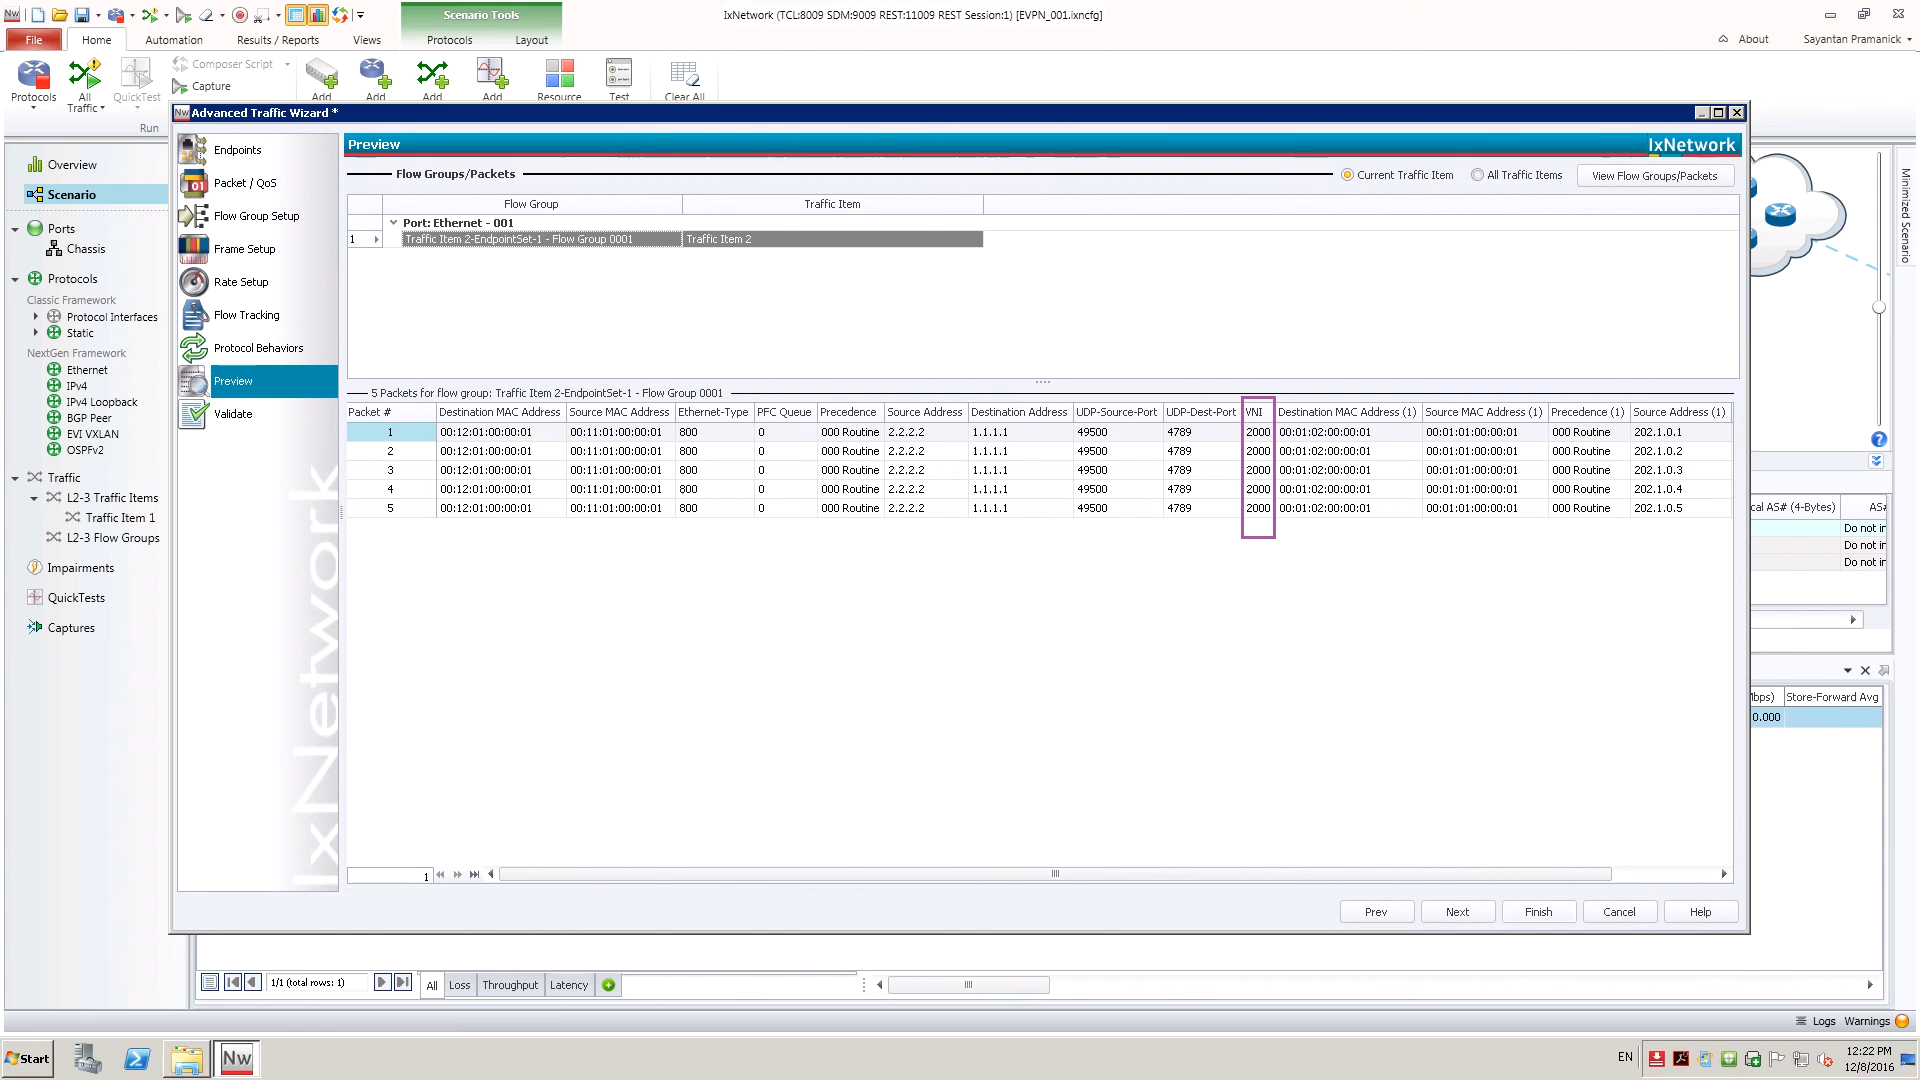 Scenario Tools
IxNetwork (TCL:8009 SDM:9009 REST:11009 REST Session:1) [EVPN_001.ixncfg]
File Home Automation Results / Reports Views Protocols Layout About Sayantan Pramanick
Protocols All Traffic QuickTest Composer Script Capture Add Add Add Add Resource Test Clear All
Run
Advanced Traffic Wizard *
Overview
Scenario
Ports
Chassis
Protocols
Classic Framework
Protocol Interfaces
Static
NextGen Framework
Ethernet
IPv4
IPv4 Loopback
BGP Peer
EVI VXLAN
OSPFv2
Traffic
L2-3 Traffic Items
Traffic Item 1
L2-3 Flow Groups
Impairments
QuickTests
Captures
Endpoints
Packet / QoS
Flow Group Setup
Frame Setup
Rate Setup
Flow Tracking
Protocol Behaviors
Preview
Validate
IxNetwork
Preview IxNetwork
Flow Groups/Packets Current Traffic Item All Traffic Items View Flow Groups/Packets
Flow Group Traffic Item
Port: Ethernet - 001
1 Traffic Item 2-EndpointSet-1 - Flow Group 0001 Traffic Item 2
5 Packets for flow group: Traffic Item 2-EndpointSet-1 - Flow Group 0001
Packet # Destination MAC Address Source MAC Address Ethernet-Type PFC Queue Precedence Source Address Destination Address UDP-Source-Port UDP-Dest-Port VNI Destination MAC Address (1) Source MAC Address (1) Precedence (1) Source Address (1)
1 00:12:01:00:00:01 00:11:01:00:00:01 800 0 000 Routine 2.2.2.2 1.1.1.1 49500 4789 2000 00:01:02:00:00:01 00:01:01:00:00:01 000 Routine 202.1.0.1
2 00:12:01:00:00:01 00:11:01:00:00:01 800 0 000 Routine 2.2.2.2 1.1.1.1 49500 4789 2000 00:01:02:00:00:01 00:01:01:00:00:01 000 Routine 202.1.0.2
3 00:12:01:00:00:01 00:11:01:00:00:01 800 0 000 Routine 2.2.2.2 1.1.1.1 49500 4789 2000 00:01:02:00:00:01 00:01:01:00:00:01 000 Routine 202.1.0.3
4 00:12:01:00:00:01 00:11:01:00:00:01 800 0 000 Routine 2.2.2.2 1.1.1.1 49500 4789 2000 00:01:02:00:00:01 00:01:01:00:00:01 000 Routine 202.1.0.4
5 00:12:01:00:00:01 00:11:01:00:00:01 800 0 000 Routine 2.2.2.2 1.1.1.1 49500 4789 2000 00:01:02:00:00:01 00:01:01:00:00:01 000 Routine 202.1.0.5
1
Prev Next Finish Cancel Help
Minimized Scenario
cal AS# (4-Bytes) AS#
Do not in
Do not in
Do not in
bps) Store-Forward Avg
0.000
1/1 (total rows: 1) All Loss Throughput Latency
Logs Warnings
Start Nw EN 12:22 PM
12/8/2016